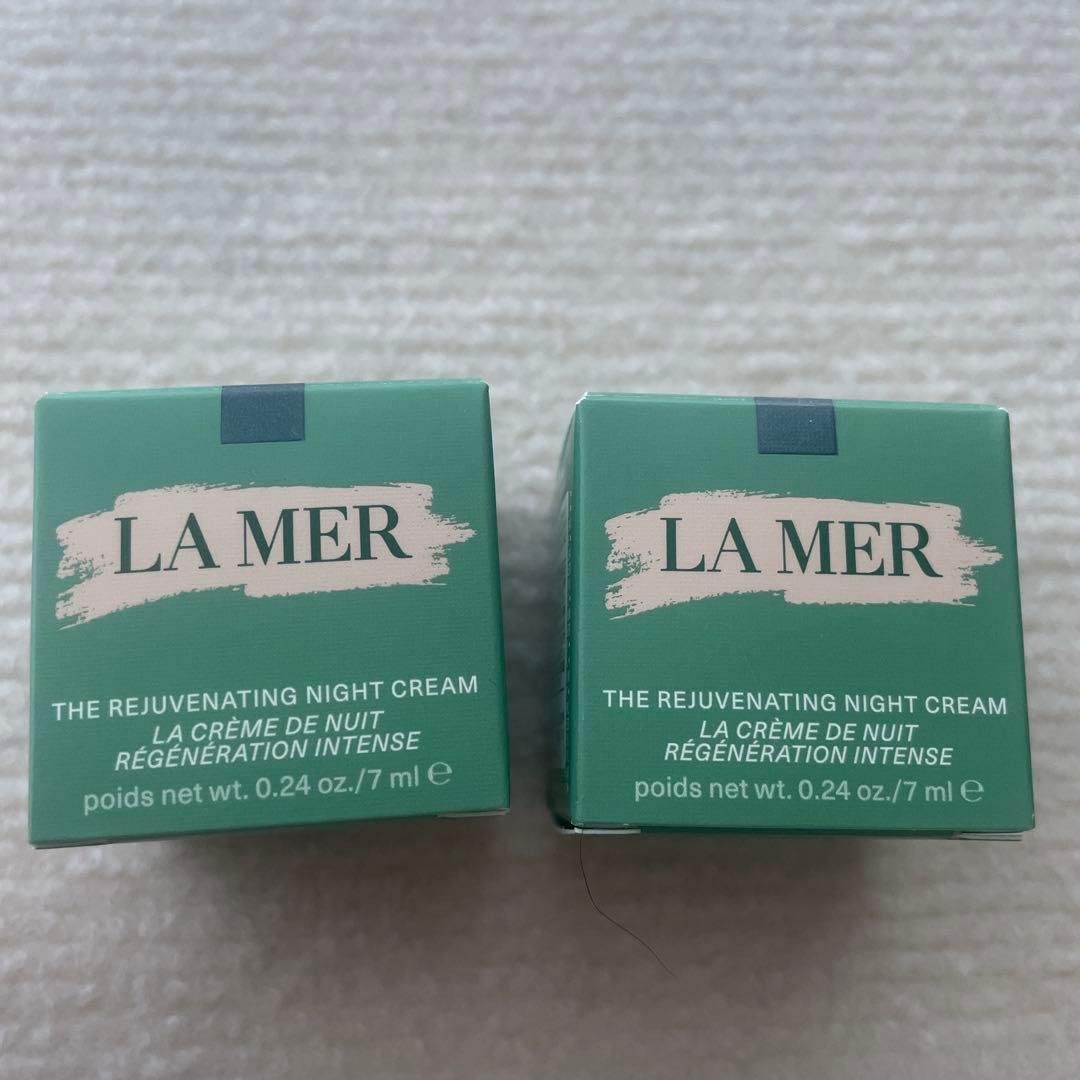 LA MER
THE REJUVENATING NIGHT CREAM
LA CRÈME DE NUIT
RÉGÉNÉRATION INTENSE
poids net wt. 0.24 oz./7 ml ℮
LA MER
THE REJUVENATING NIGHT CREAM
LA CRÈME DE NUIT
RÉGÉNÉRATION INTENSE
poids net wt. 0.24 oz./7 ml ℮